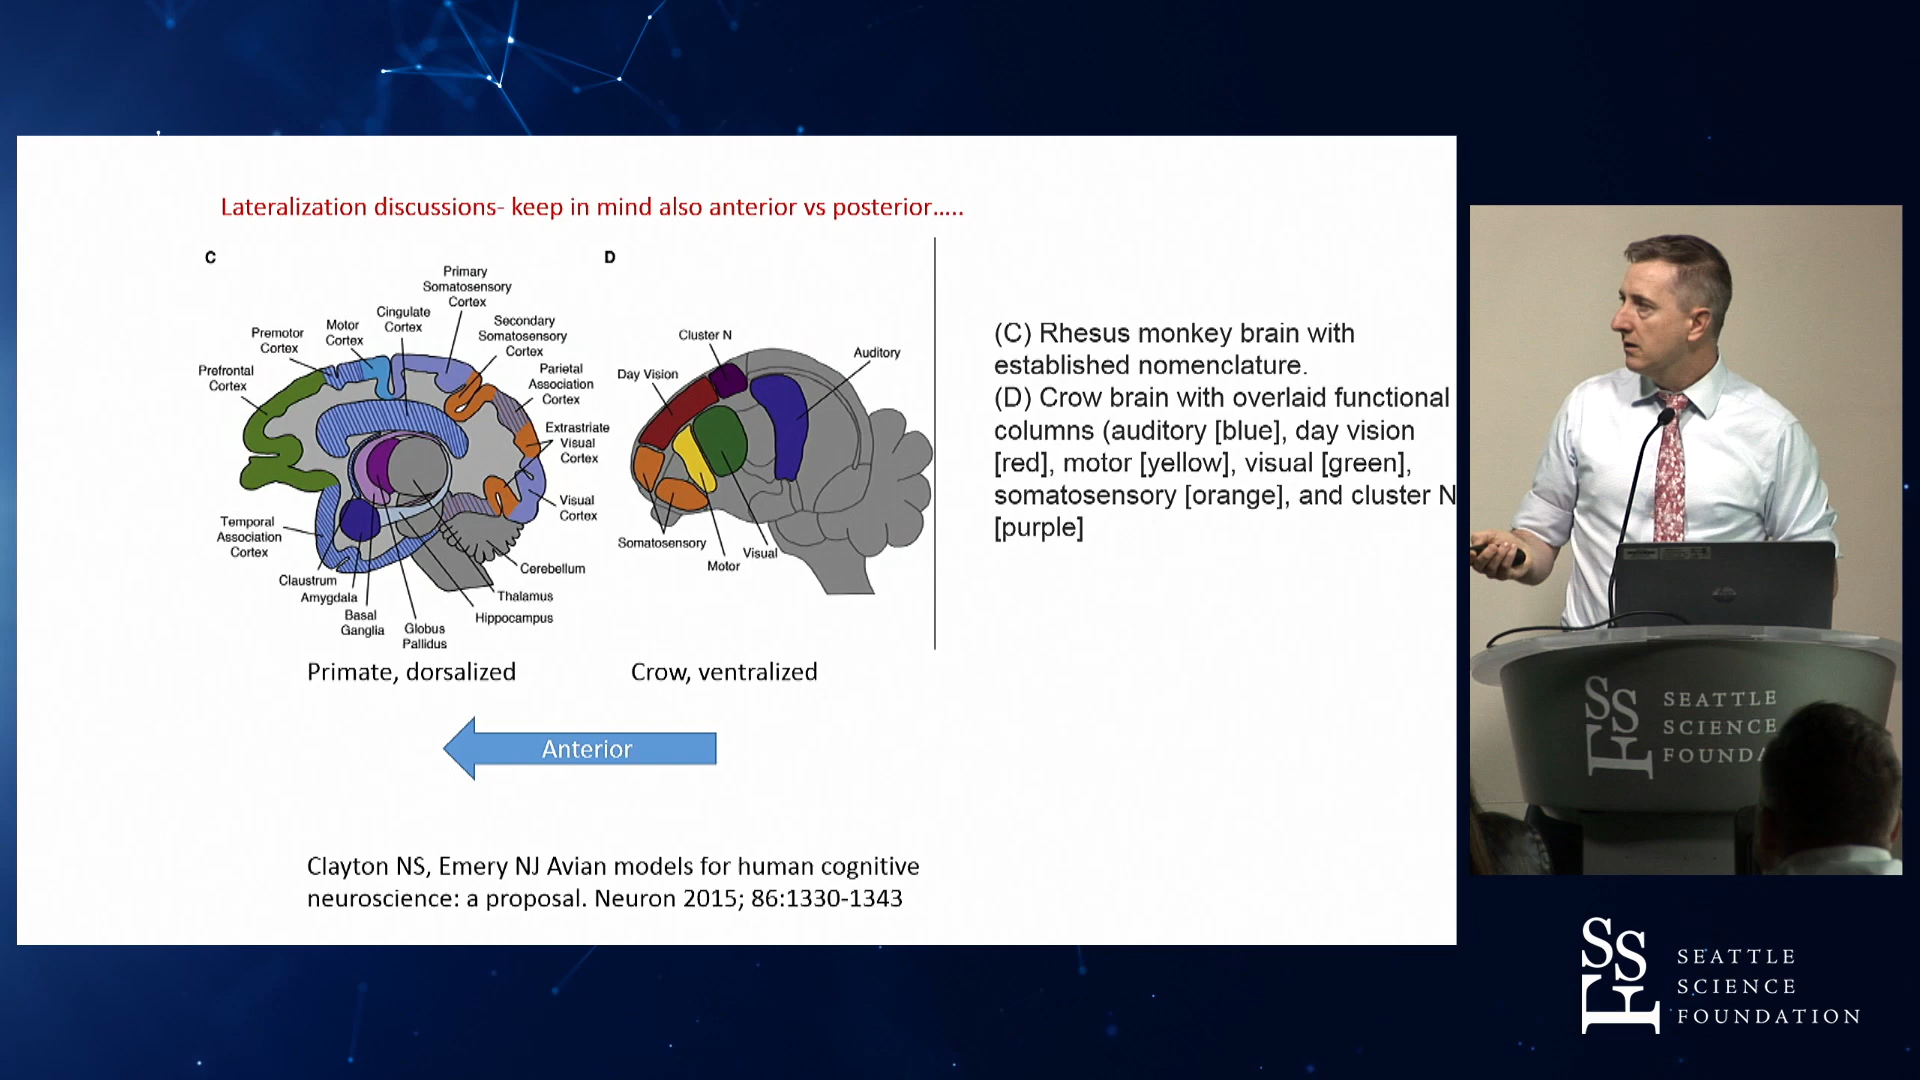 Lateralization discussions- keep in mind also anterior vs posterior.....
C
Primary
Somatosensory
Cortex
Cingulate
Cortex
Motor
Cortex
Premotor
Cortex
Prefrontal
Cortex
Secondary
Somatosensory
Cortex
Parietal
Association
Cortex
Extrastriate
Visual
Cortex
Visual
Cortex
Temporal
Association
Cortex
Claustrum
Amygdala
Basal
Ganglia
Globus
Pallidus
Hippocampus
Thalamus
Cerebellum
Primate, dorsalized
D
Cluster N
Day Vision
Auditory
Somatosensory
Motor
Visual
Crow, ventralized
(C) Rhesus monkey brain with
established nomenclature.
(D) Crow brain with overlaid functional
columns (auditory [blue], day vision
[red], motor [yellow], visual [green],
somatosensory [orange], and cluster N
[purple]
Anterior
Clayton NS, Emery NJ Avian models for human cognitive
neuroscience: a proposal. Neuron 2015; 86:1330-1343
SSF
SEATTLE
SCIENCE
FOUNDA
SSF
SEATTLE
SCIENCE
FOUNDATION